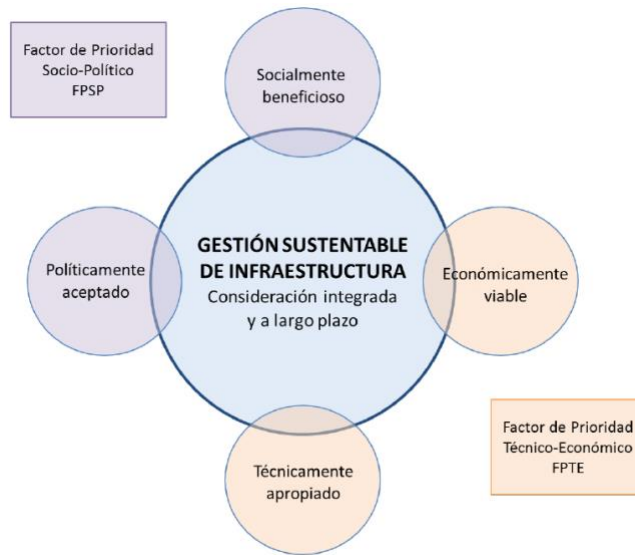 Factor de Prioridad
Socio-Político
FPSP
Socialmente
beneficioso
GESTIÓN SUSTENTABLE
DE INFRAESTRUCTURA
Consideración integrada
y a largo plazo
Políticamente
aceptado
Económicamente
viable
Técnicamente
apropiado
Factor de Prioridad
Técnico-Económico
FPTE